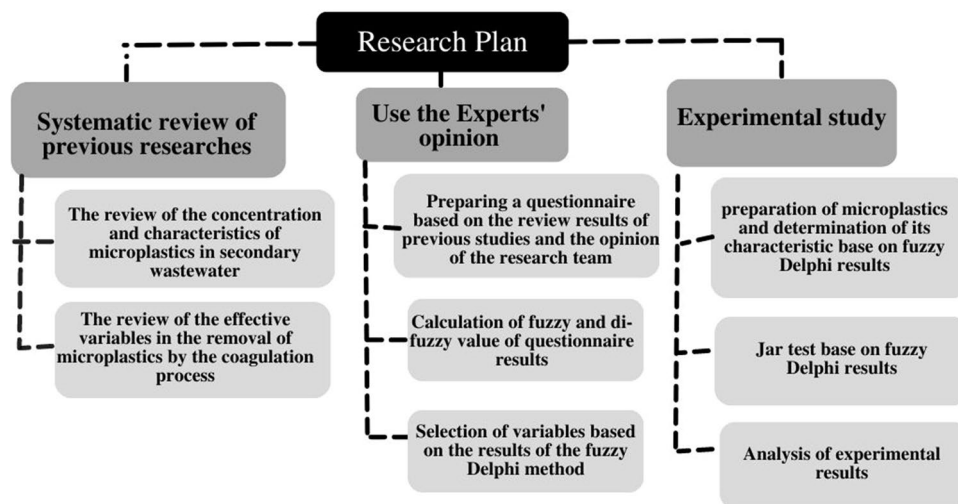 Research Plan
Systematic review of
previous researches
The review of the concentration
and characteristics of
microplastics in secondary
wastewater
The review of the effective
variables in the removal of
microplastics by the coagulation
process
Use the Experts'
opinion
Preparing a questionnaire
based on the review results of
previous studies and the opinion
of the research team
Calculation of fuzzy and di-
fuzzy value of questionnaire
results
Selection of variables based
on the results of the fuzzy
Delphi method
Experimental study
preparation of microplastics
and determination of its
characteristic base on fuzzy
Delphi results
Jar test base on fuzzy
Delphi results
Analysis of experimental
results